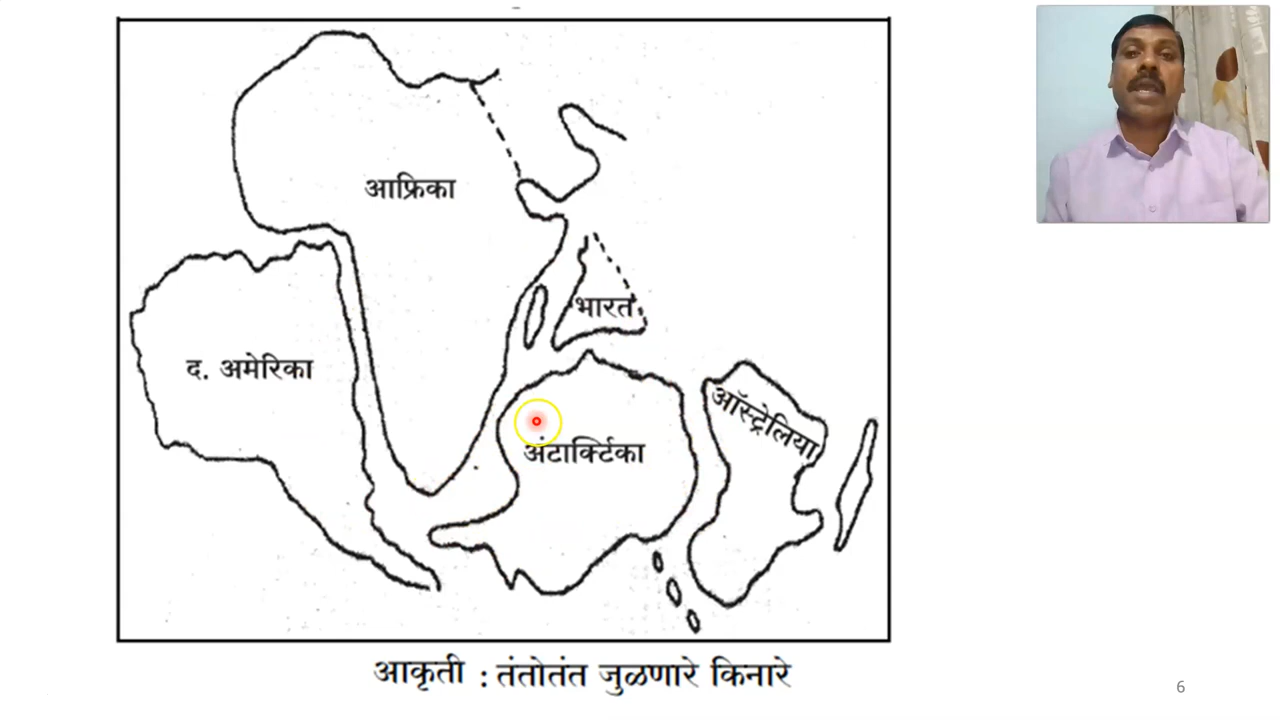 आफ्रिका
भारत
द. अमेरिका
ऑस्ट्रेलिया
अंटार्क्टिका
आकृती : तंतोतंत जुळणारे किनारे
6